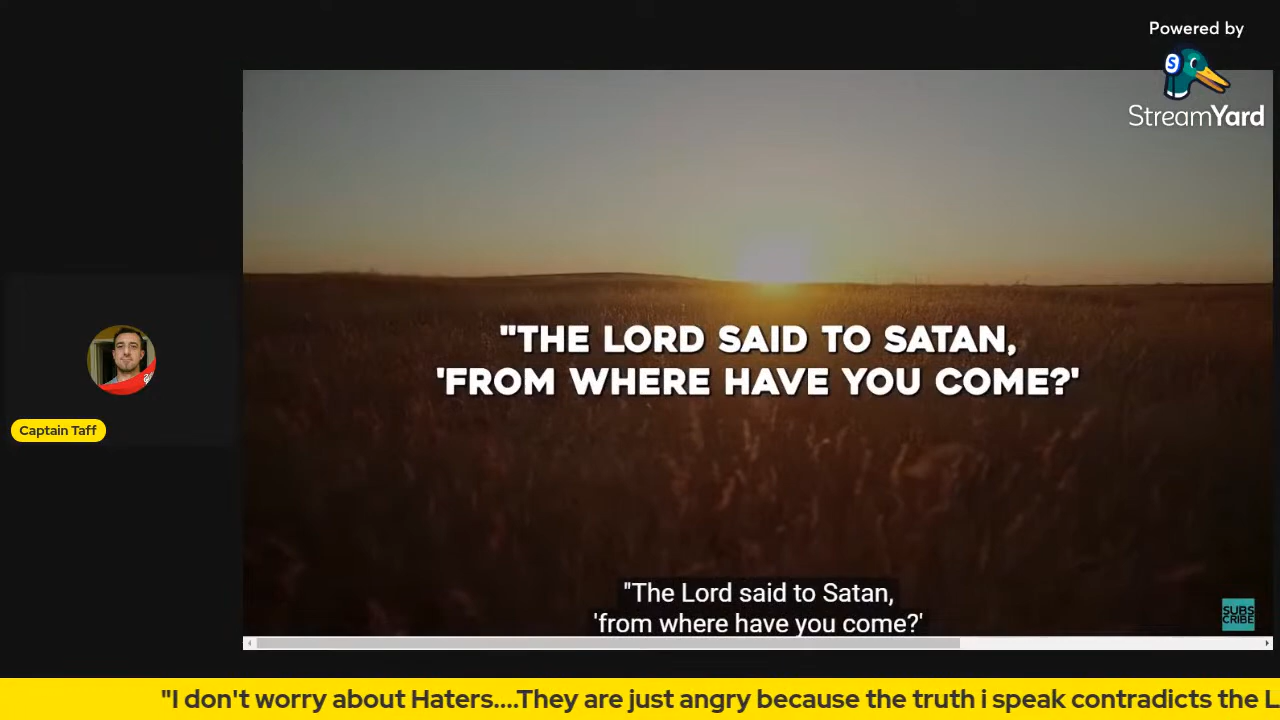 Powered by
S
StreamYard
"THE LORD SAID TO SATAN,
'FROM WHERE HAVE YOU COME?'
Captain Taff
"The Lord said to Satan,
'from where have you come?'
SUBS
CRIBE
"I don't worry about Haters....They are just angry because the truth i speak contradicts the L